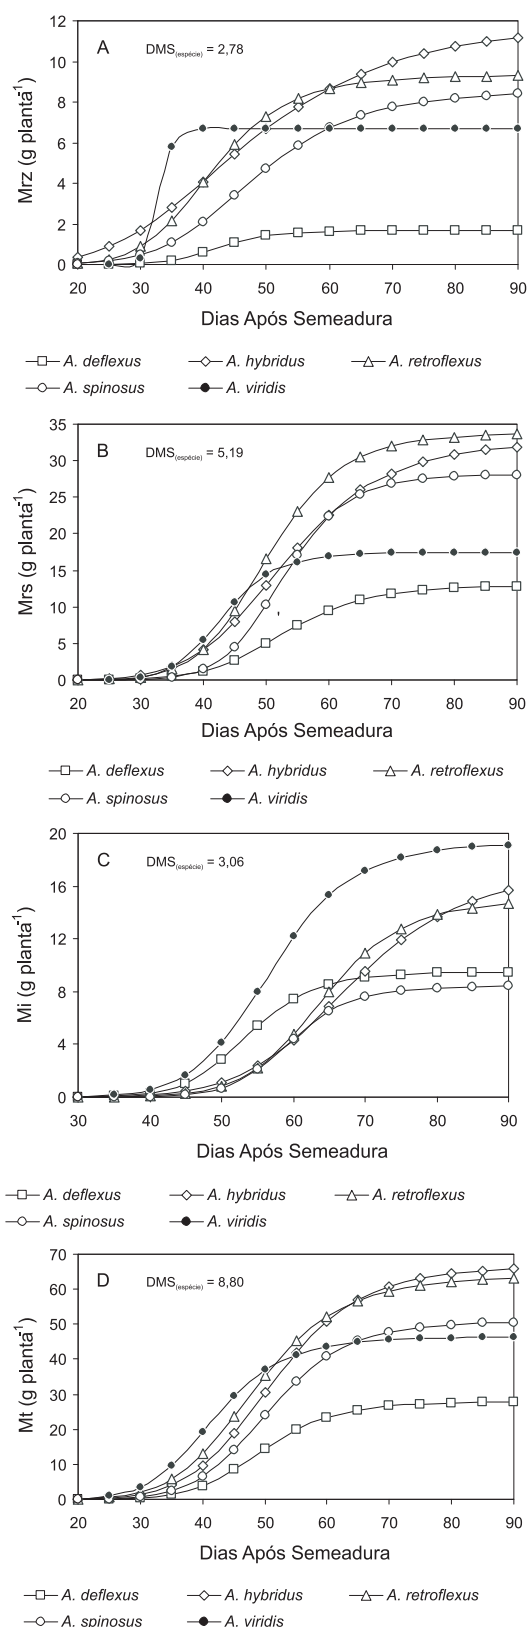 12
10
8
6
4
2
0
A
DMS(espécie) = 2,78
Mrz (g planta-1)
20 30 40 50 60 70 80 90
Dias Após Semeadura
A. deflexus A. hybridus A. retroflexus
A. spinosus A. viridis
35
30
25
20
15
10
5
0
B
DMS(espécie) = 5,19
Mrs (g planta-1)
20 30 40 50 60 70 80 90
Dias Após Semeadura
A. deflexus A. hybridus A. retroflexus
A. spinosus A. viridis
20
16
12
8
4
0
C
DMS(espécie) = 3,06
Mi (g planta-1)
30 40 50 60 70 80 90
Dias Após Semeadura
A. deflexus A. hybridus A. retroflexus
A. spinosus A. viridis
70
60
50
40
30
20
10
0
D
DMS(espécie) = 8,80
Mt (g planta-1)
20 30 40 50 60 70 80 90
Dias Após Semeadura
A. deflexus A. hybridus A. retroflexus
A. spinosus A. viridis